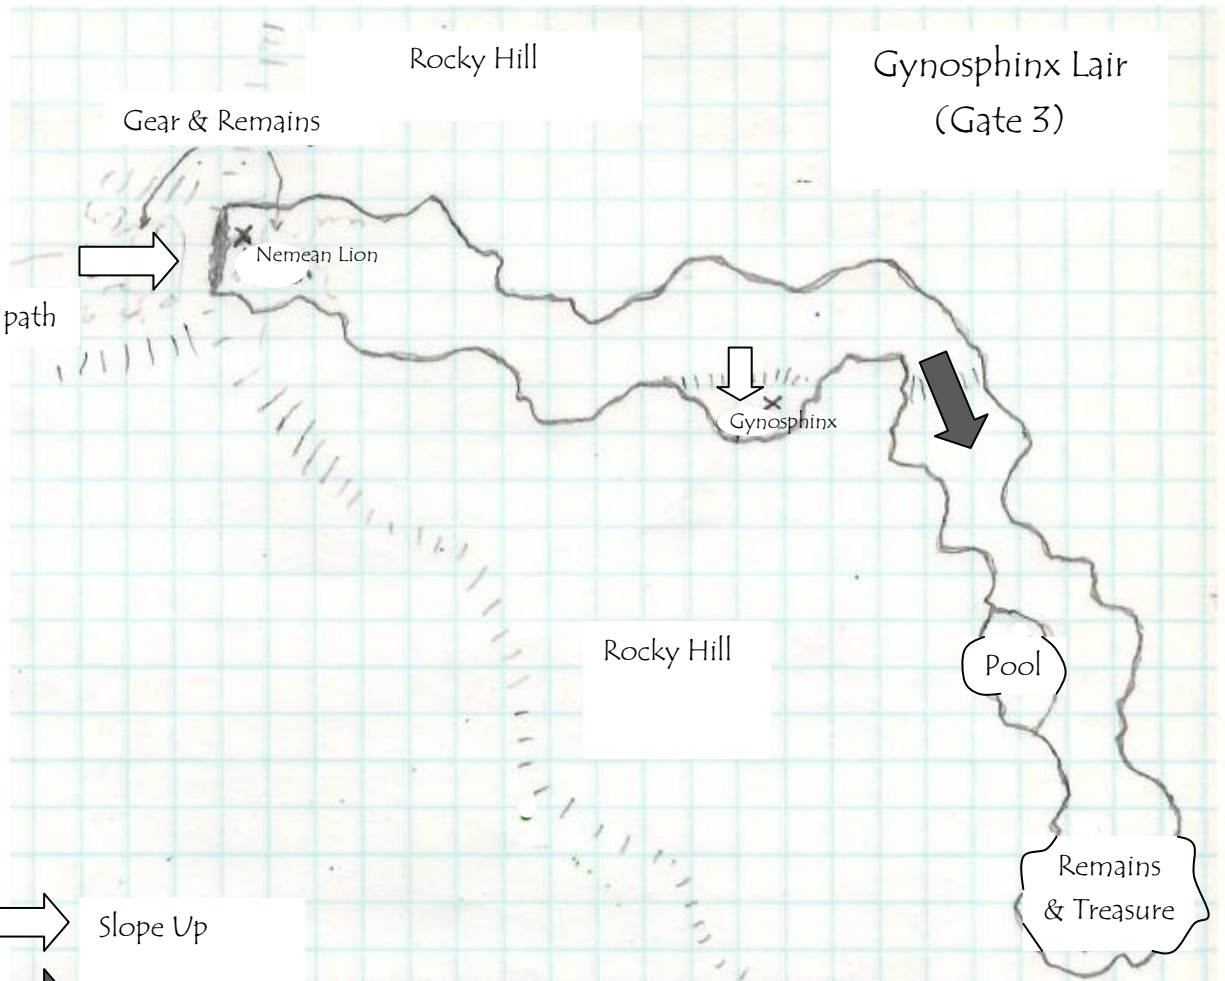 Rocky Hill
Gynosphinx Lair
(Gate 3)
Gear & Remains
Nemean Lion
path
Gynosphinx
Rocky Hill
Pool
Remains
& Treasure
Slope Up